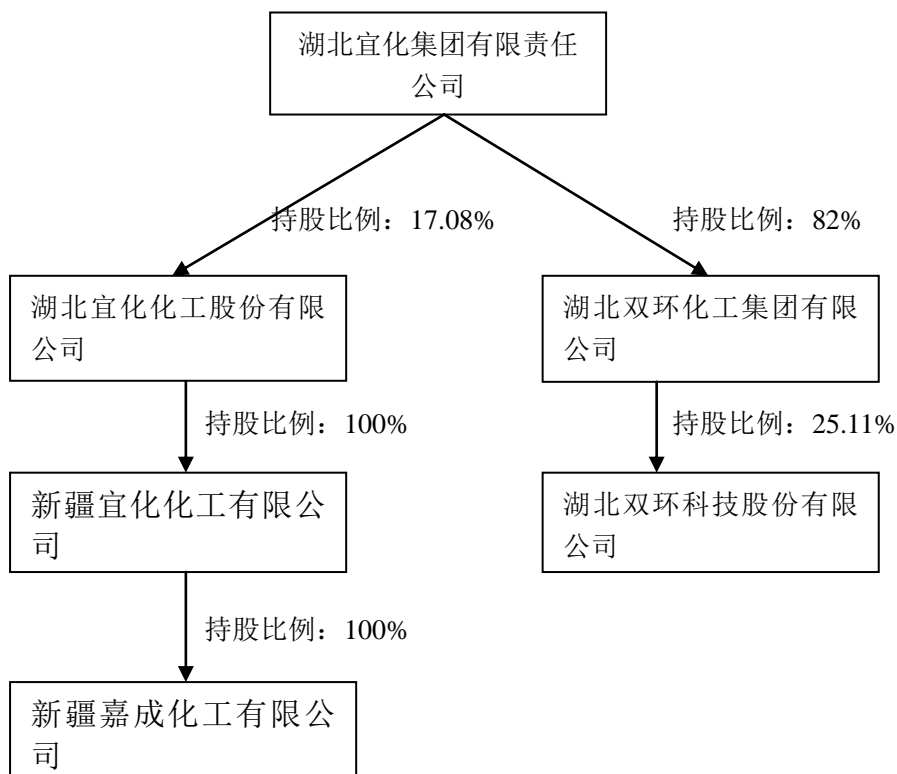 湖北宜化集团有限责任
公司
持股比例：17.08%
持股比例：82%
湖北宜化化工股份有限
公司
湖北双环化工集团有限
公司
持股比例：100%
持股比例：25.11%
新疆宜化化工有限公
司
湖北双环科技股份有限
公司
持股比例：100%
新疆嘉成化工有限公
司